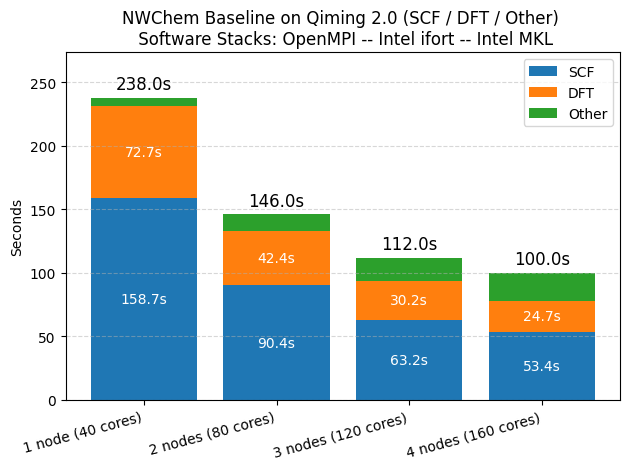 NWChem Baseline on Qiming 2.0 (SCF / DFT / Other)
Software Stacks: OpenMPI -- Intel ifort -- Intel MKL
SCF
DFT
Other
Seconds
250
200
150
100
50
0
238.0s
72.7s
158.7s
146.0s
42.4s
90.4s
112.0s
30.2s
63.2s
100.0s
24.7s
53.4s
1 node (40 cores)
2 nodes (80 cores)
3 nodes (120 cores)
4 nodes (160 cores)